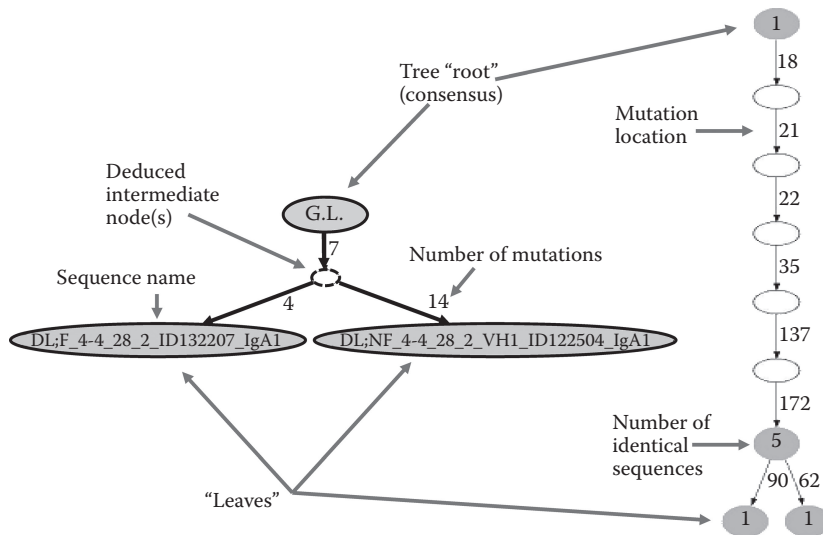 1
18
Tree “root”
(consensus)
Mutation
location
21
Deduced
intermediate
node(s)
22
G.L.
7
35
Sequence name
Number of mutations
4
14
137
DL;F_4-4_28_2_ID132207_IgA1
DL;NF_4-4_28_2_VH1_ID122504_IgA1
172
Number of
identical
sequences
5
90
62
“Leaves”
1
1